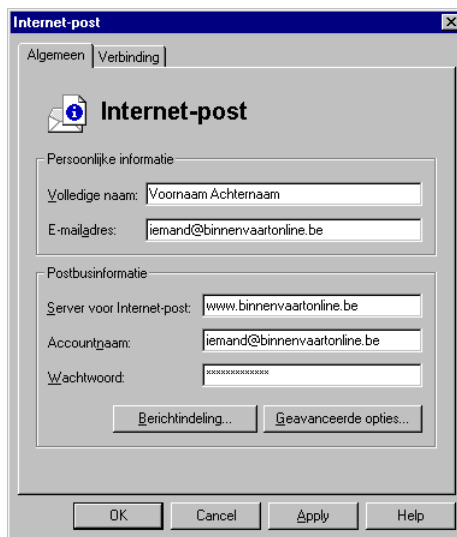 Internet-post
Algemeen Verbinding
Internet-post
Persoonlijke informatie
Volledige naam: Voornaam Achternaam
E-mailadres: iemand@binnenvaartonline.be
Postbusinformatie
Server voor Internet-post: www.binnenvaartonline.be
Accountnaam: iemand@binnenvaartonline.be
Wachtwoord: *************
Berichtindeling... Geavanceerde opties...
OK Cancel Apply Help